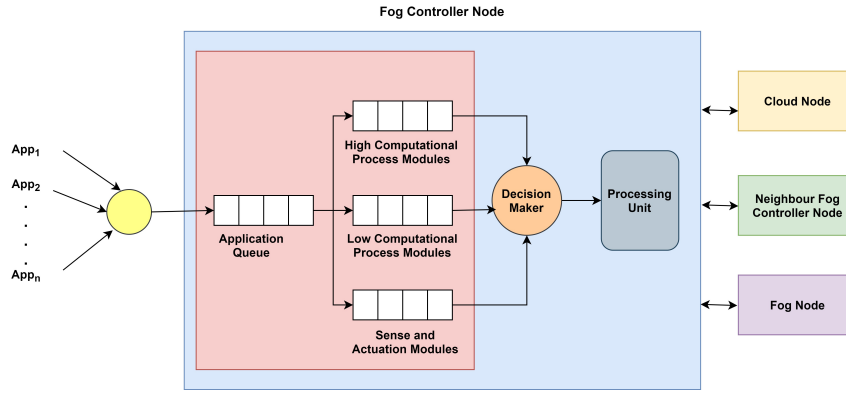 Fog Controller Node
App1
App2
.
.
.
.
Appn
Application
Queue
High Computational
Process Modules
Low Computational
Process Modules
Sense and
Actuation Modules
Decision
Maker
Processing
Unit
Cloud Node
Neighbour Fog
Controller Node
Fog Node